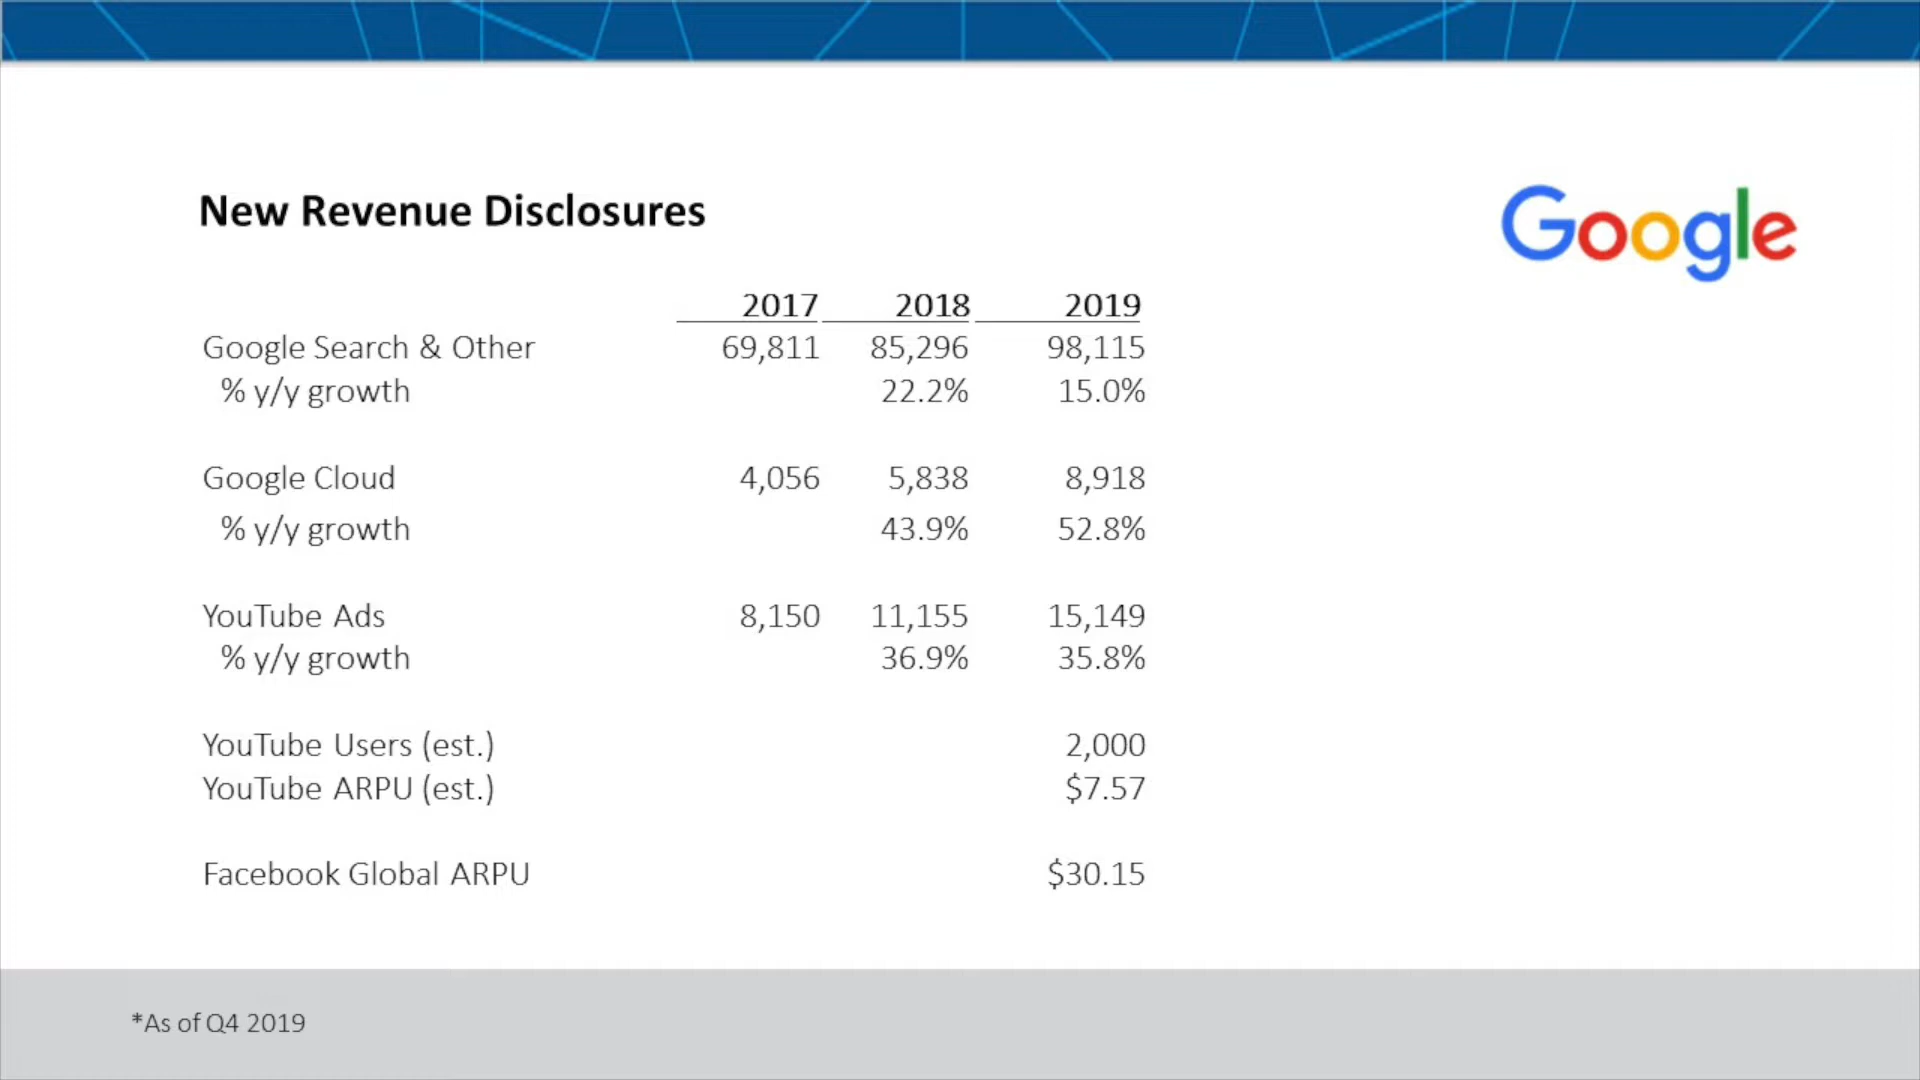 New Revenue Disclosures
Google
2017 2018 2019
Google Search & Other 69,811 85,296 98,115
% y/y growth 22.2% 15.0%
Google Cloud 4,056 5,838 8,918
% y/y growth 43.9% 52.8%
YouTube Ads 8,150 11,155 15,149
% y/y growth 36.9% 35.8%
YouTube Users (est.) 2,000
YouTube ARPU (est.) $7.57
Facebook Global ARPU $30.15
*As of Q4 2019